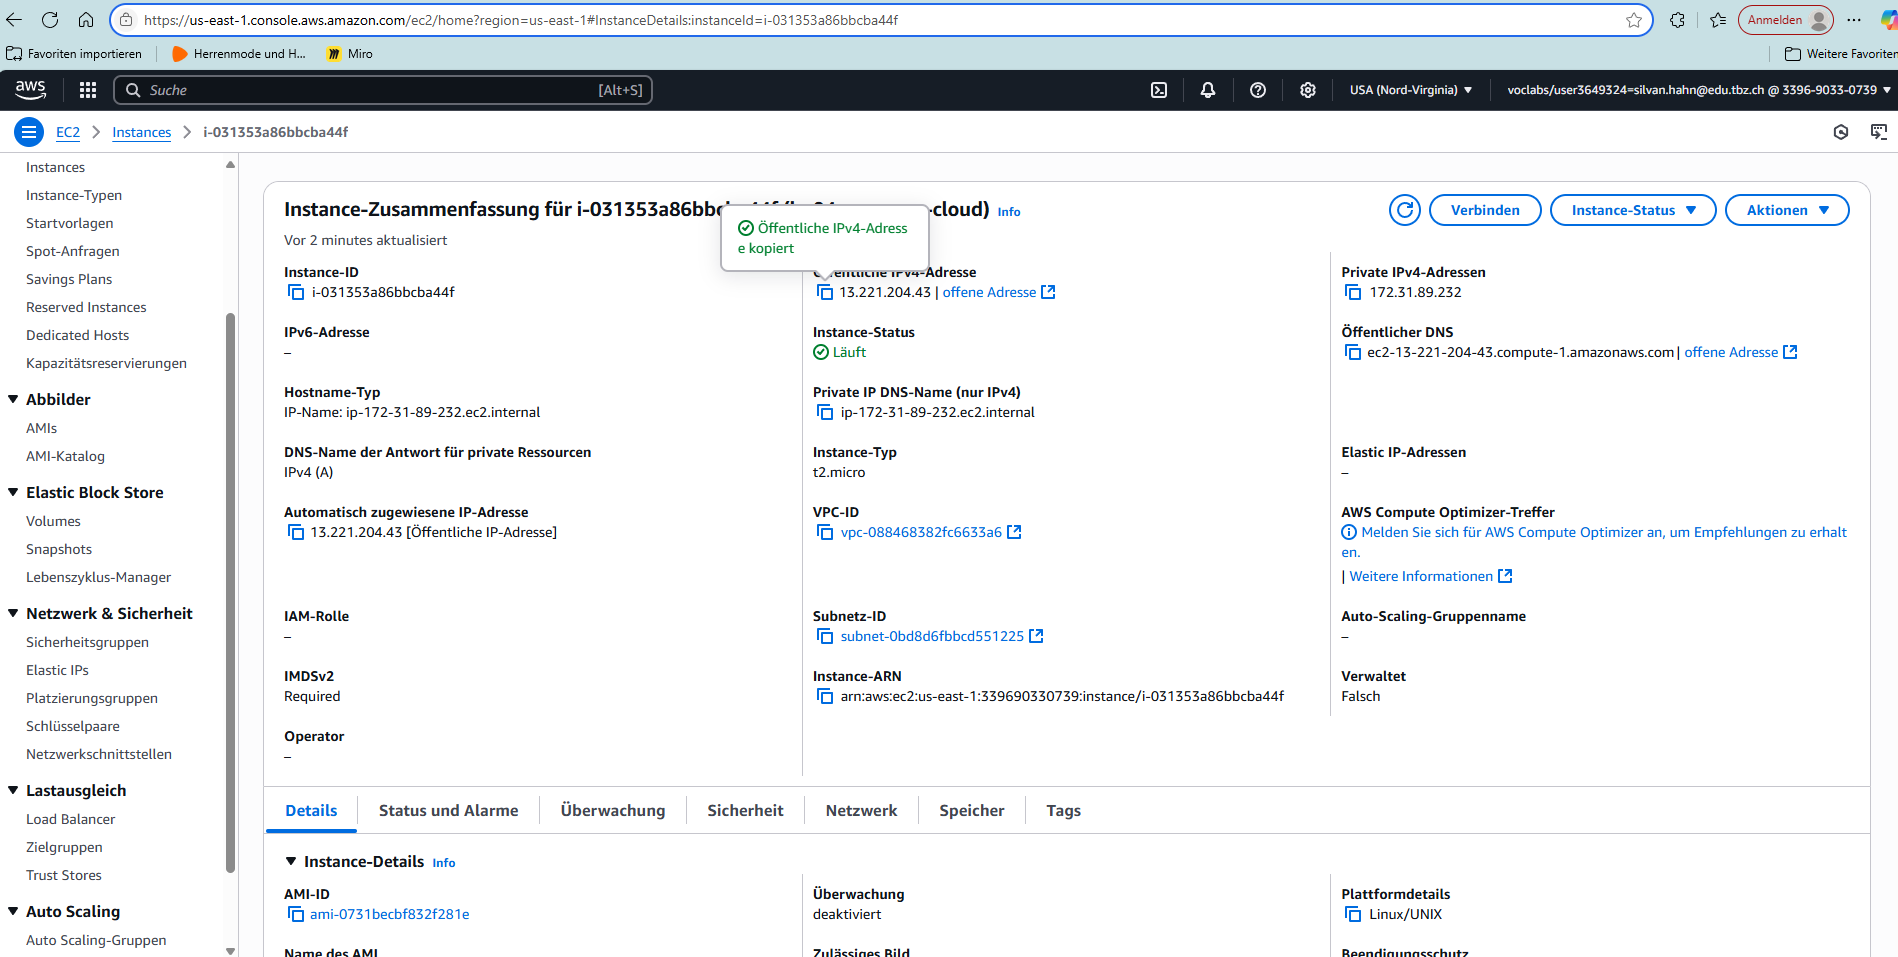 https://us-east-1.console.aws.amazon.com/ec2/home?region=us-east-1#InstanceDetails:instanceId=i-031353a86bbcba44f
Anmelden
Favoriten importieren
Herrenmode und H...
Miro
Weitere Favoriten
aws
Suche
[Alt+S]
USA (Nord-Virginia)
voclabs/user3649324=silvan.hahn@edu.tbz.ch @ 3396-9033-0739
EC2
Instances
i-031353a86bbcba44f
Instances
Instance-Typen
Startvorlagen
Spot-Anfragen
Savings Plans
Reserved Instances
Dedicated Hosts
Kapazitätsreservierungen
Abbilder
AMIs
AMI-Katalog
Elastic Block Store
Volumes
Snapshots
Lebenszyklus-Manager
Netzwerk & Sicherheit
Sicherheitsgruppen
Elastic IPs
Platzierungsgruppen
Schlüsselpaare
Netzwerkschnittstellen
Lastausgleich
Load Balancer
Zielgruppen
Trust Stores
Auto Scaling
Auto Scaling-Gruppen
Instance-Zusammenfassung für i-031353a86bbcba44f -cloud) Info
Vor 2 minutes aktualisiert
Verbinden
Instance-Status
Aktionen
Öffentliche IPv4-Adress
e kopiert
Instance-ID
i-031353a86bbcba44f
Öffentliche IPv4-Adresse
13.221.204.43 | offene Adresse
Private IPv4-Adressen
172.31.89.232
IPv6-Adresse
–
Instance-Status
Läuft
Öffentlicher DNS
ec2-13-221-204-43.compute-1.amazonaws.com | offene Adresse
Hostname-Typ
IP-Name: ip-172-31-89-232.ec2.internal
Private IP DNS-Name (nur IPv4)
ip-172-31-89-232.ec2.internal
DNS-Name der Antwort für private Ressourcen
IPv4 (A)
Instance-Typ
t2.micro
Elastic IP-Adressen
–
Automatisch zugewiesene IP-Adresse
13.221.204.43 [Öffentliche IP-Adresse]
VPC-ID
vpc-088468382fc6633a6
AWS Compute Optimizer-Treffer
Melden Sie sich für AWS Compute Optimizer an, um Empfehlungen zu erhalt
en.
| Weitere Informationen
IAM-Rolle
–
Subnetz-ID
subnet-0bd8d6fbbcd551225
Auto-Scaling-Gruppenname
–
IMDSv2
Required
Instance-ARN
arn:aws:ec2:us-east-1:339690330739:instance/i-031353a86bbcba44f
Verwaltet
Falsch
Operator
–
Details
Status und Alarme
Überwachung
Sicherheit
Netzwerk
Speicher
Tags
Instance-Details Info
AMI-ID
ami-0731becbf832f281e
Überwachung
deaktiviert
Plattformdetails
Linux/UNIX
Name des AMI
Zulässiges Bild
Beendigungsschutz